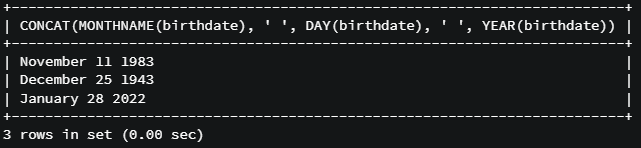 +--------------------------------------------------------------------------+
| CONCAT(MONTHNAME(birthdate), ' ', DAY(birthdate), ' ', YEAR(birthdate)) |
+--------------------------------------------------------------------------+
| November 11 1983 |
| December 25 1943 |
| January 28 2022 |
+--------------------------------------------------------------------------+
3 rows in set (0.00 sec)